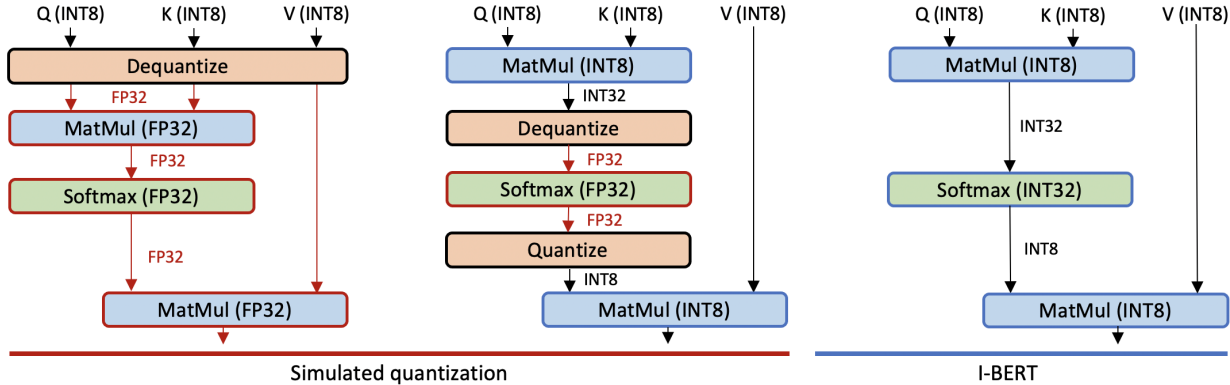 Q (INT8) K (INT8) V (INT8)
Dequantize
FP32
MatMul (FP32)
FP32
Softmax (FP32)
FP32
MatMul (FP32)
Q (INT8) K (INT8) V (INT8)
MatMul (INT8)
INT32
Dequantize
FP32
Softmax (FP32)
FP32
Quantize
INT8
MatMul (INT8)
Simulated quantization
Q (INT8) K (INT8) V (INT8)
MatMul (INT8)
INT32
Softmax (INT32)
INT8
MatMul (INT8)
I-BERT